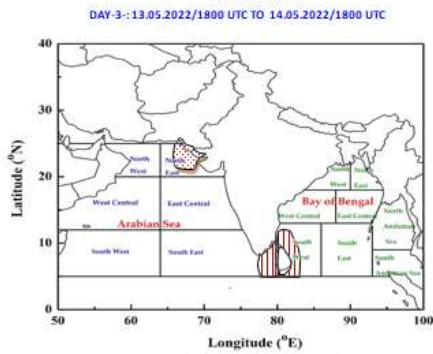 DAY-3-: 13.05.2022/1800 UTC TO 14.05.2022/1800 UTC
40
30
20
10
0
50 60 70 80 90 100
Latitude (°N)
Longitude (°E)
North
West
North
East
West Central
East Central
Arabian Sea
South West
South East
North
West
North
East
Bay of Bengal
West Central
East Central
South
West
South
East
North
Andaman
Sea
South
Andaman Sea